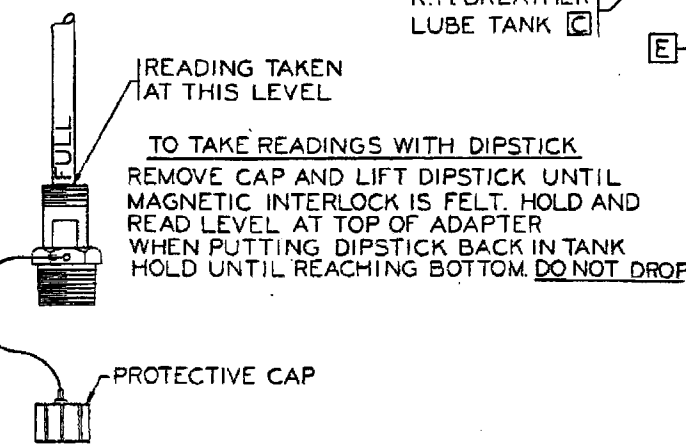 LUBE TANK C
E
READING TAKEN
AT THIS LEVEL
FULL
TO TAKE READINGS WITH DIPSTICK
REMOVE CAP AND LIFT DIPSTICK UNTIL
MAGNETIC INTERLOCK IS FELT. HOLD AND
READ LEVEL AT TOP OF ADAPTER
WHEN PUTTING DIPSTICK BACK IN TANK
HOLD UNTIL REACHING BOTTOM. DO NOT DROP
PROTECTIVE CAP